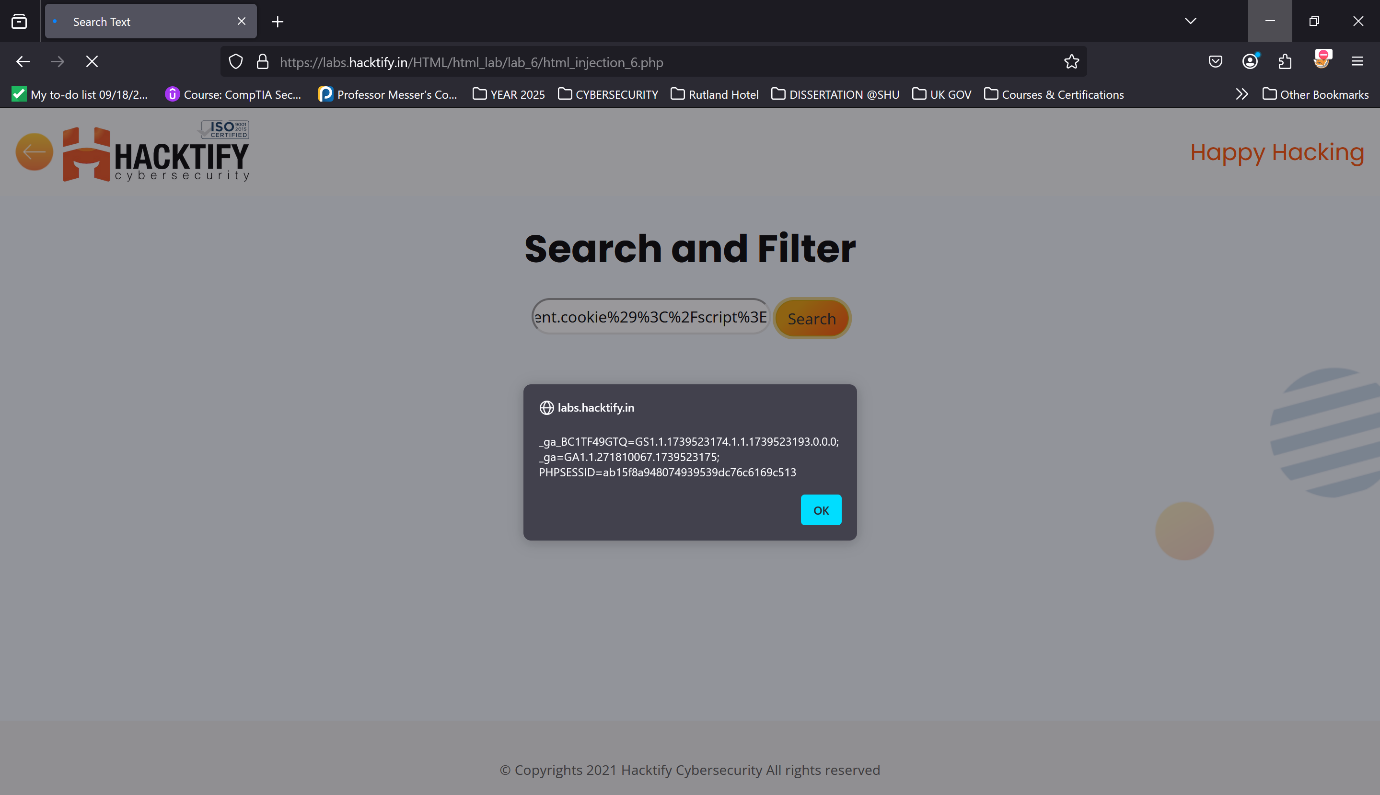 Search Text
https://labs.hacktify.in/HTML/html_lab/lab_6/html_injection_6.php
My to-do list 09/18/2... Course: CompTIA Sec... Professor Messer's Co... YEAR 2025 CYBERSECURITY Rutland Hotel DISSERTATION @SHU UK GOV Courses & Certifications Other Bookmarks
ISO 9001 2015
CERTIFIED
HACKTIFY
cybersecurity
Happy Hacking
Search and Filter
ent.cookie%29%3C%2Fscript%3E Search
labs.hacktify.in
_ga_BC1TF49GTQ=GS1.1.1739523174.1.1.1739523193.0.0.0;
_ga=GA1.1.271810067.1739523175;
PHPSESSID=ab15f8a948074939539dc76c6169c513
OK
© Copyrights 2021 Hacktify Cybersecurity All rights reserved